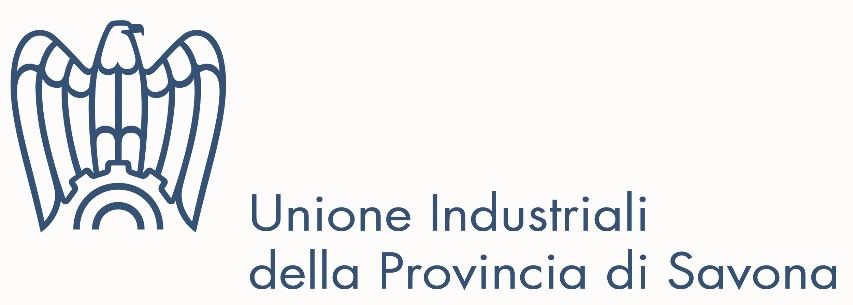 Unione Industriali
della Provincia di Savona